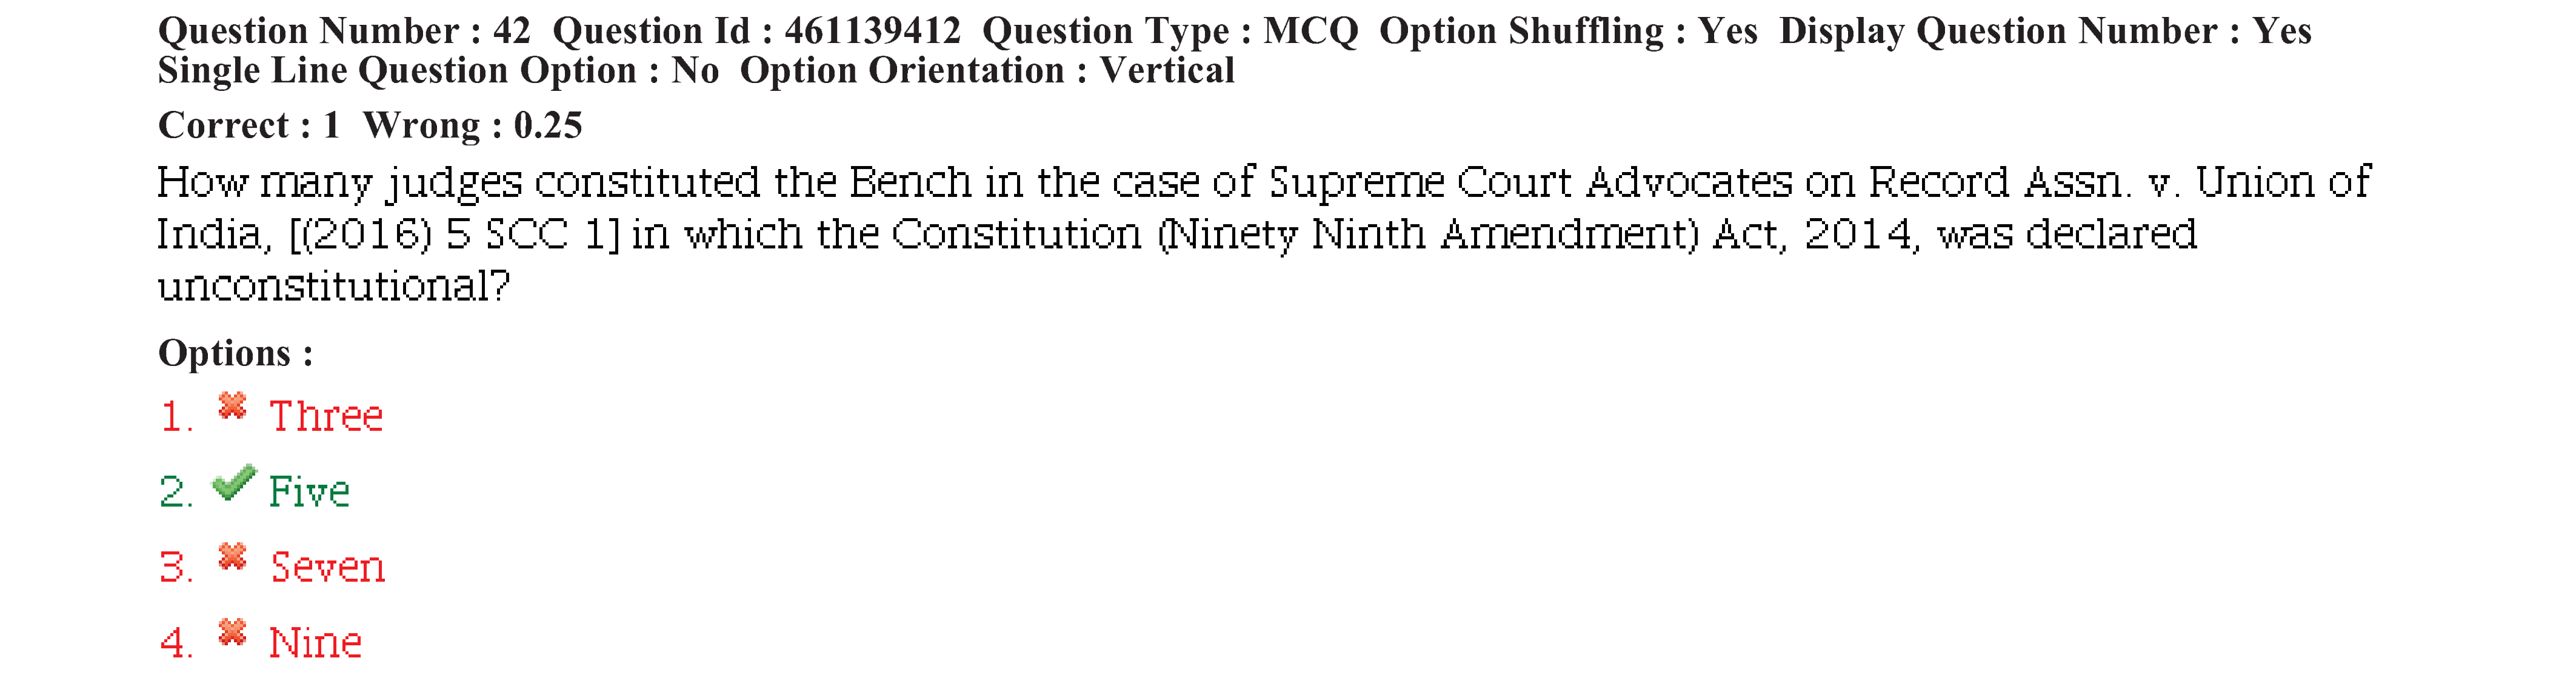 Question Number : 42 Question Id : 461139412 Question Type : MCQ Option Shuffling : Yes Display Question Number : Yes
Single Line Question Option : No Option Orientation : Vertical
Correct : 1 Wrong : 0.25
How many judges constituted the Bench in the case of Supreme Court Advocates on Record Assn. v. Union of
India, [(2016) 5 SCC 1] in which the Constitution (Ninety Ninth Amendment) Act, 2014, was declared
unconstitutional?
Options :
1. Three
2. Five
3. Seven
4. Nine